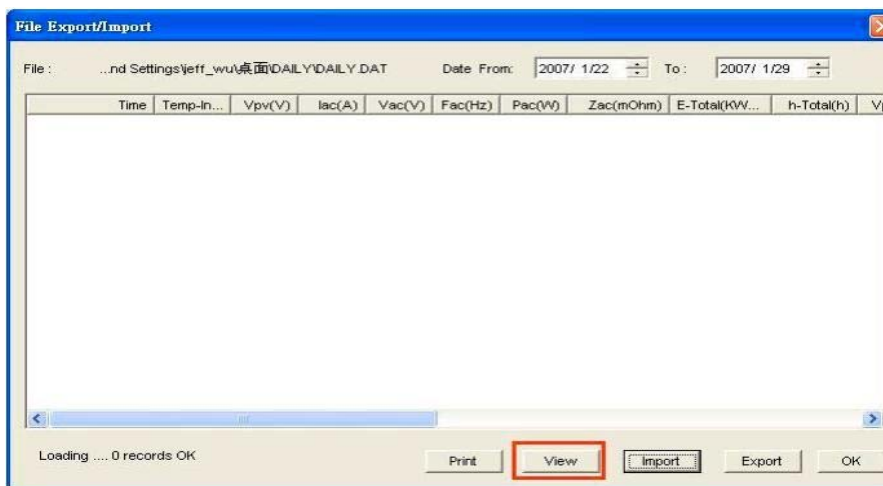 File Export/Import
File : ...nd Settings\jeff_wu\桌面\DAILY\DAILY.DAT Date From: 2007/ 1/22 To : 2007/ 1/29
Time Temp-In... Vpv(V) Iac(A) Vac(V) Fac(Hz) Pac(W) Zac(mOhm) E-Total(KW... h-Total(h)
Loading .... 0 records OK Print View Import Export OK